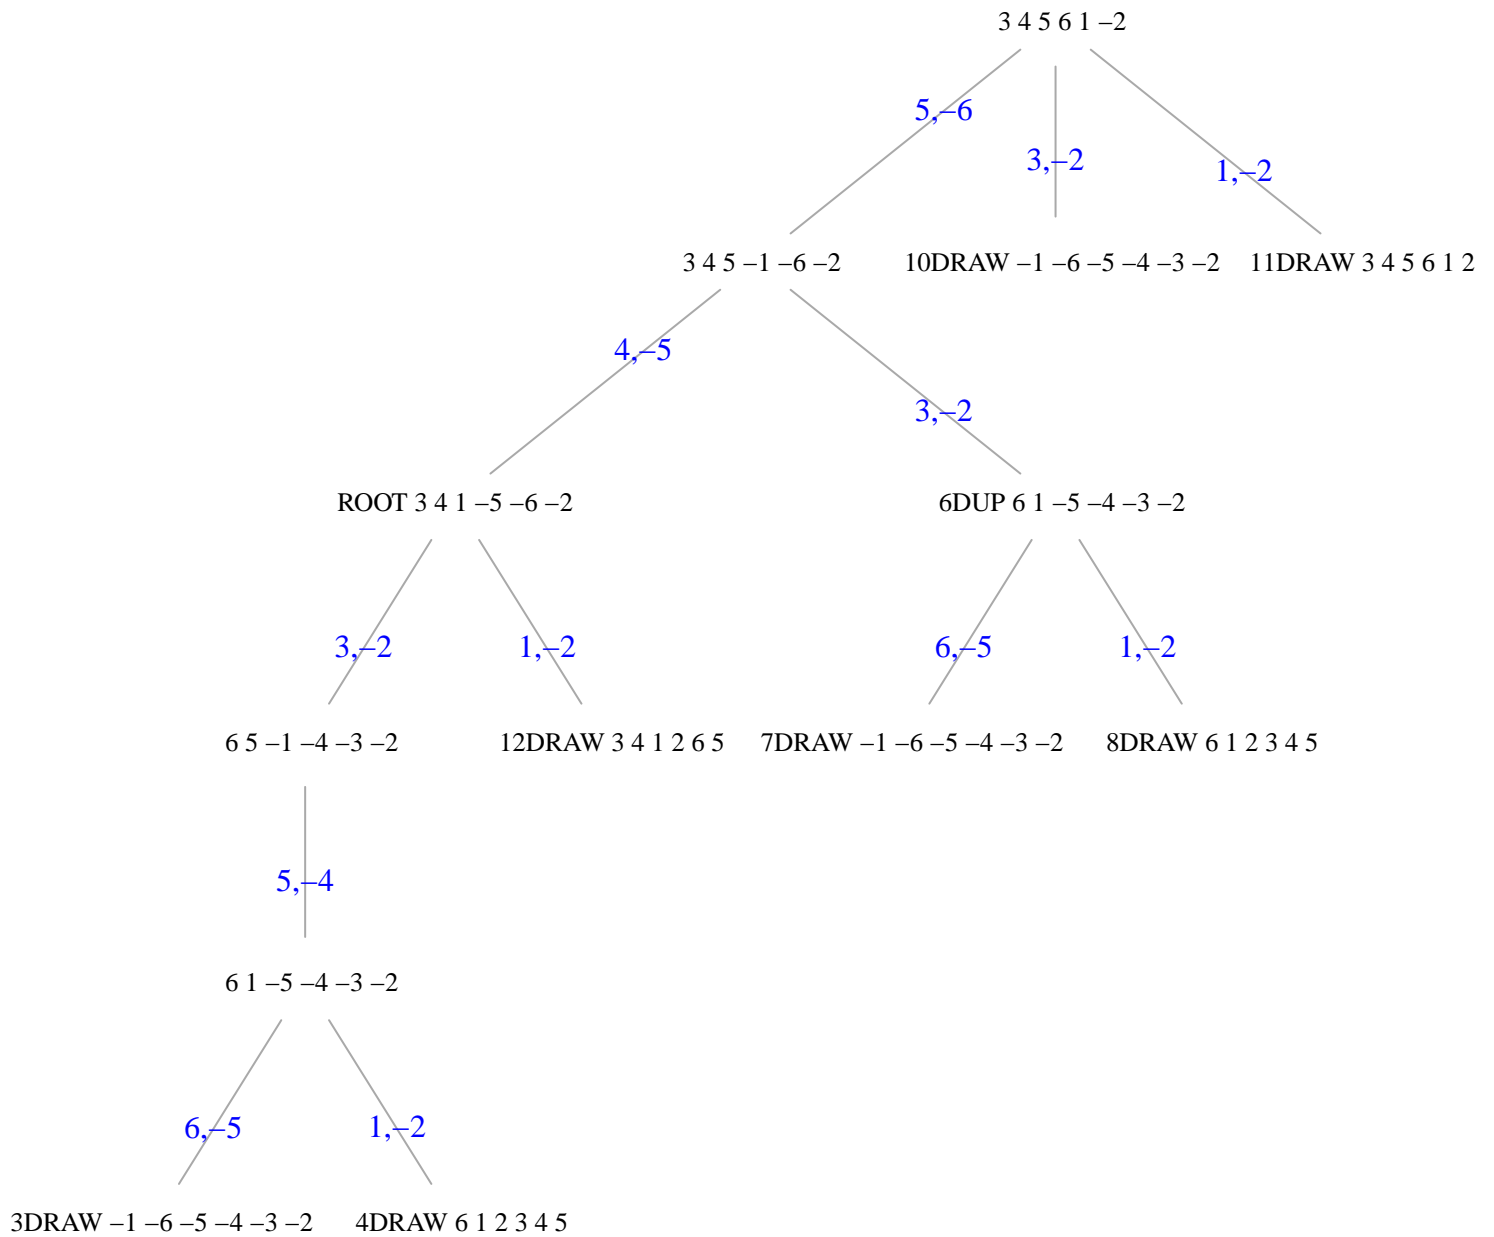 3 4 5 6 1 –2
5,–6
3,–2
1,–2
3 4 5 –1 –6 –2
10DRAW –1 –6 –5 –4 –3 –2
11DRAW 3 4 5 6 1 2
4,–5
3,–2
ROOT 3 4 1 –5 –6 –2
6DUP 6 1 –5 –4 –3 –2
3,–2
1,–2
6,–5
1,–2
6 5 –1 –4 –3 –2
12DRAW 3 4 1 2 6 5
7DRAW –1 –6 –5 –4 –3 –2
8DRAW 6 1 2 3 4 5
5,–4
6 1 –5 –4 –3 –2
6,–5
1,–2
3DRAW –1 –6 –5 –4 –3 –2
4DRAW 6 1 2 3 4 5